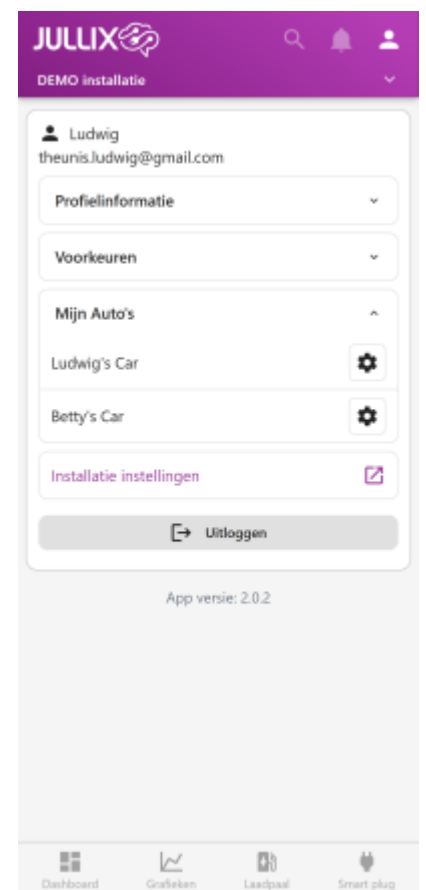 JULLIX
DEMO installatie
Ludwig
theunis.ludwig@gmail.com
Profielinformatie
Voorkeuren
Mijn Auto's
Ludwig's Car
Betty's Car
Installatie instellingen
Uitloggen
App versie: 2.0.2
Dashboard Grafieken Laadpaal Smart plug